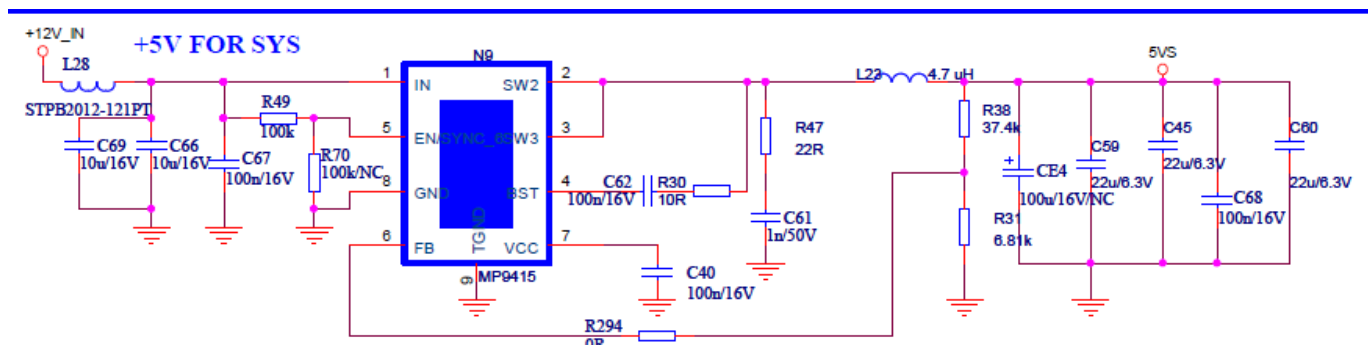 +12V_IN
+5V FOR SYS
L28
STPB2012-121PT
C69
10u/16V
C66
10u/16V
C67
100n/16V
R49
100k
R70
100k/NC
N9
1 IN SW2 2
5 EN/SYNC_6SW3 3
8 GND BST 4
6 FB VCC 7
TGND
9
MP9415
C62
100n/16V
R30
10R
R47
22R
C61
1n/50V
C40
100n/16V
R294
0R
L23 4.7 uH
R38
37.4k
R31
6.81k
+
CE4
100u/16V/NC
5VS
C59
22u/6.3V
C45
22u/6.3V
C68
100n/16V
C60
22u/6.3V